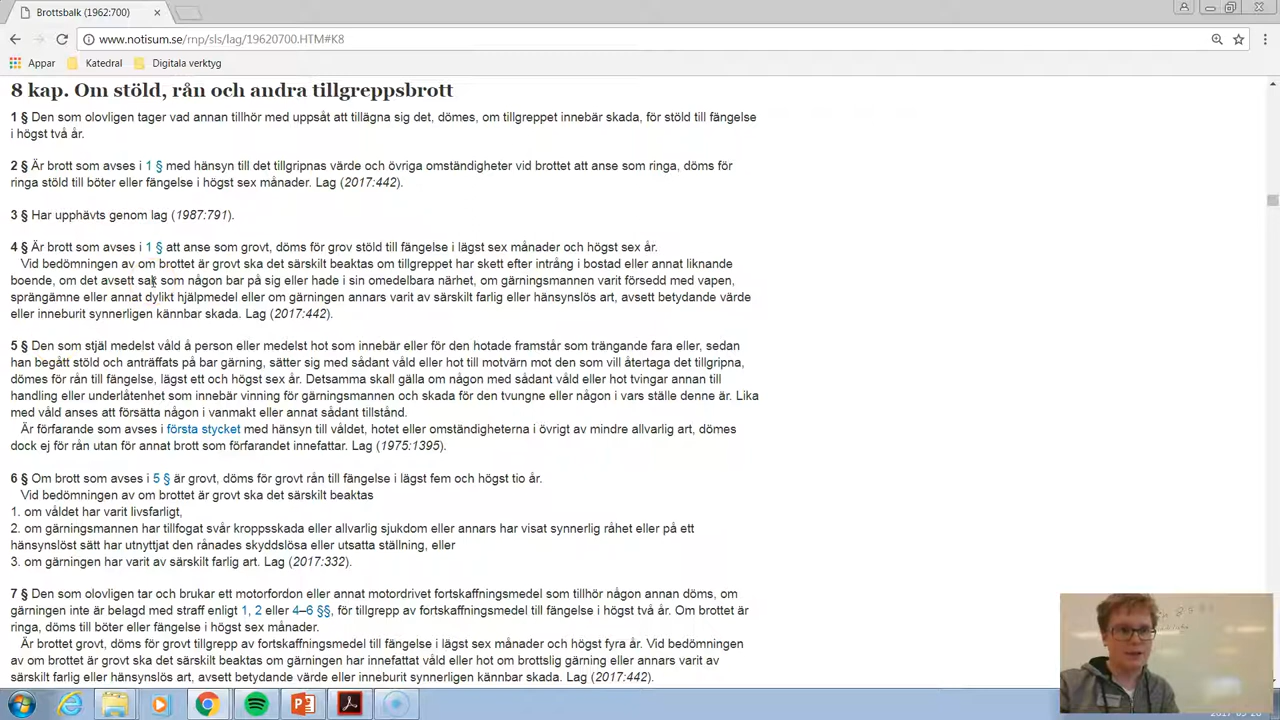 Brottsbalk (1962:700)
www.notisum.se/rnp/sls/lag/19620700.HTM#K8
Appar Katedral Digitala verktyg
8 kap. Om stöld, rån och andra tillgreppsbrott
1 § Den som olovligen tager vad annan tillhör med uppsåt att tillägna sig det, dömes, om tillgreppet innebär skada, för stöld till fängelse
i högst två år.
2 § Är brott som avses i 1 § med hänsyn till det tillgripnas värde och övriga omständigheter vid brottet att anse som ringa, döms för
ringa stöld till böter eller fängelse i högst sex månader. Lag (2017:442).
3 § Har upphävts genom lag (1987:791).
4 § Är brott som avses i 1 § att anse som grovt, döms för grov stöld till fängelse i lägst sex månader och högst sex år.
Vid bedömningen av om brottet är grovt ska det särskilt beaktas om tillgreppet har skett efter intrång i bostad eller annat liknande
boende, om det avsett sak som någon bar på sig eller hade i sin omedelbara närhet, om gärningsmannen varit försedd med vapen,
sprängämne eller annat dylikt hjälpmedel eller om gärningen annars varit av särskilt farlig eller hänsynslös art, avsett betydande värde
eller inneburit synnerligen kännbar skada. Lag (2017:442).
5 § Den som stjäl medelst våld å person eller medelst hot som innebär eller för den hotade framstår som trängande fara eller, sedan
han begått stöld och anträffats på bar gärning, sätter sig med sådant våld eller hot till motvärn mot den som vill återtaga det tillgripna,
dömes för rån till fängelse, lägst ett och högst sex år. Detsamma skall gälla om någon med sådant våld eller hot tvingar annan till
handling eller underlåtenhet som innebär vinning för gärningsmannen och skada för den tvungne eller någon i vars ställe denne är. Lika
med våld anses att försätta någon i vanmakt eller annat sådant tillstånd.
Är förfarande som avses i första stycket med hänsyn till våldet, hotet eller omständigheterna i övrigt av mindre allvarlig art, dömes
dock ej för rån utan för annat brott som förfarandet innefattar. Lag (1975:1395).
6 § Om brott som avses i 5 § är grovt, döms för grovt rån till fängelse i lägst fem och högst tio år.
Vid bedömningen av om brottet är grovt ska det särskilt beaktas
1. om våldet har varit livsfarligt,
2. om gärningsmannen har tillfogat svår kroppsskada eller allvarlig sjukdom eller annars har visat synnerlig råhet eller på ett
hänsynslöst sätt har utnyttjat den rånades skyddslösa eller utsatta ställning, eller
3. om gärningen har varit av särskilt farlig art. Lag (2017:332).
7 § Den som olovligen tar och brukar ett motorfordon eller annat motordrivet fortskaffningsmedel som tillhör någon annan döms, om
gärningen inte är belagd med straff enligt 1, 2 eller 4–6 §§, för tillgrepp av fortskaffningsmedel till fängelse i högst två år. Om brottet är
ringa, döms till böter eller fängelse i högst sex månader.
Är brottet grovt, döms för grovt tillgrepp av fortskaffningsmedel till fängelse i lägst sex månader och högst fyra år. Vid bedömningen
av om brottet är grovt ska det särskilt beaktas om gärningen har innefattat våld eller hot om brottslig gärning eller annars varit av
särskilt farlig eller hänsynslös art, avsett betydande värde eller inneburit synnerligen kännbar skada. Lag (2017:442).